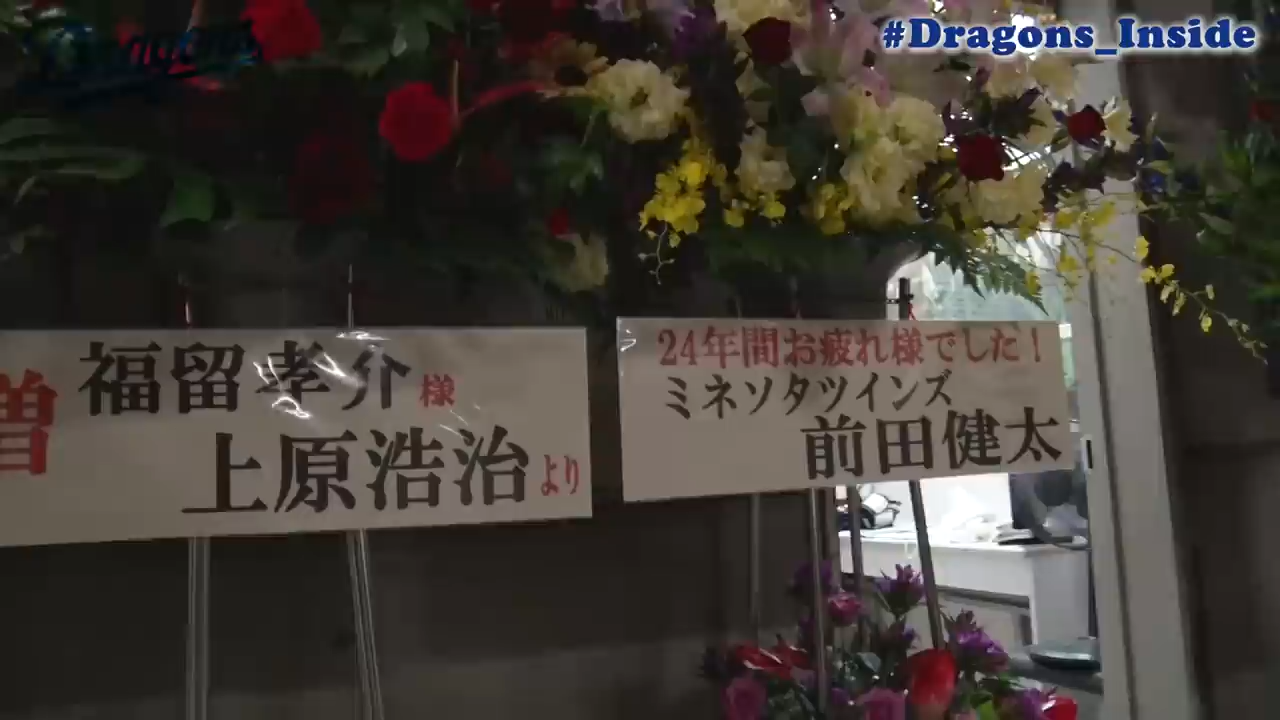 Dragons
#Dragons_Inside
贈
福留孝介様
上原浩治より
24年間お疲れ様でした!
ミネソタツインズ
前田健太